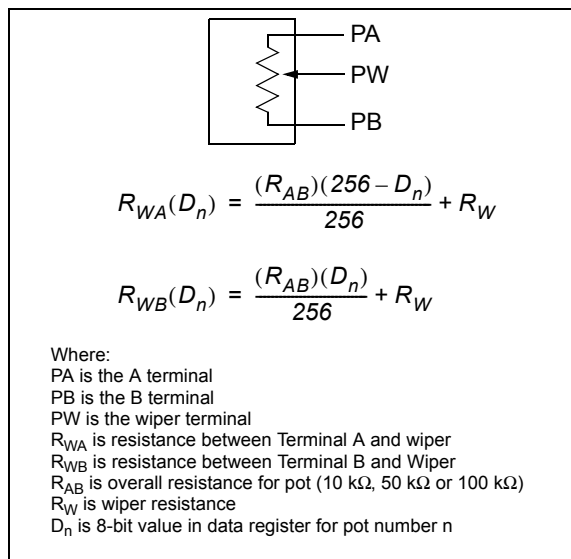 PA
PW
PB
R_WA(D_n) = (R_AB)(256 – D_n) / 256 + R_W
R_WB(D_n) = (R_AB)(D_n) / 256 + R_W
Where:
PA is the A terminal
PB is the B terminal
PW is the wiper terminal
R_WA is resistance between Terminal A and wiper
R_WB is resistance between Terminal B and Wiper
R_AB is overall resistance for pot (10 kΩ, 50 kΩ or 100 kΩ)
R_W is wiper resistance
D_n is 8-bit value in data register for pot number n